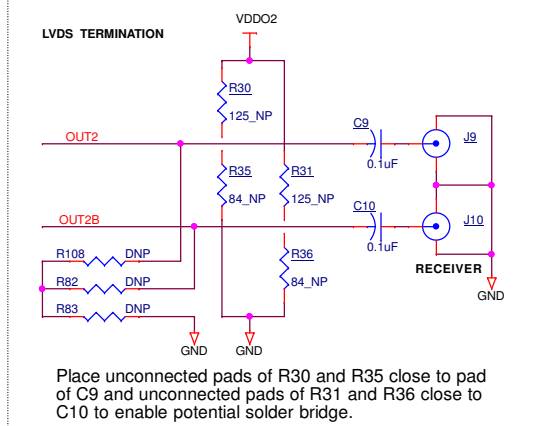 VDDO2
LVDS TERMINATION
R30
125_NP
C9
J9
OUT2
0.1uF
R35
R31
84_NP
125_NP
C10
J10
OUT2B
0.1uF
R108
DNP
R36
RECEIVER
R82
DNP
84_NP
GND
R83
DNP
GND
GND
Place unconnected pads of R30 and R35 close to pad
of C9 and unconnected pads of R31 and R36 close to
C10 to enable potential solder bridge.